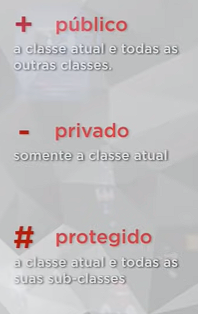 + público
a classe atual e todas as
outras classes.
- privado
somente a classe atual
# protegido
a classe atual e todas as
suas sub-classes